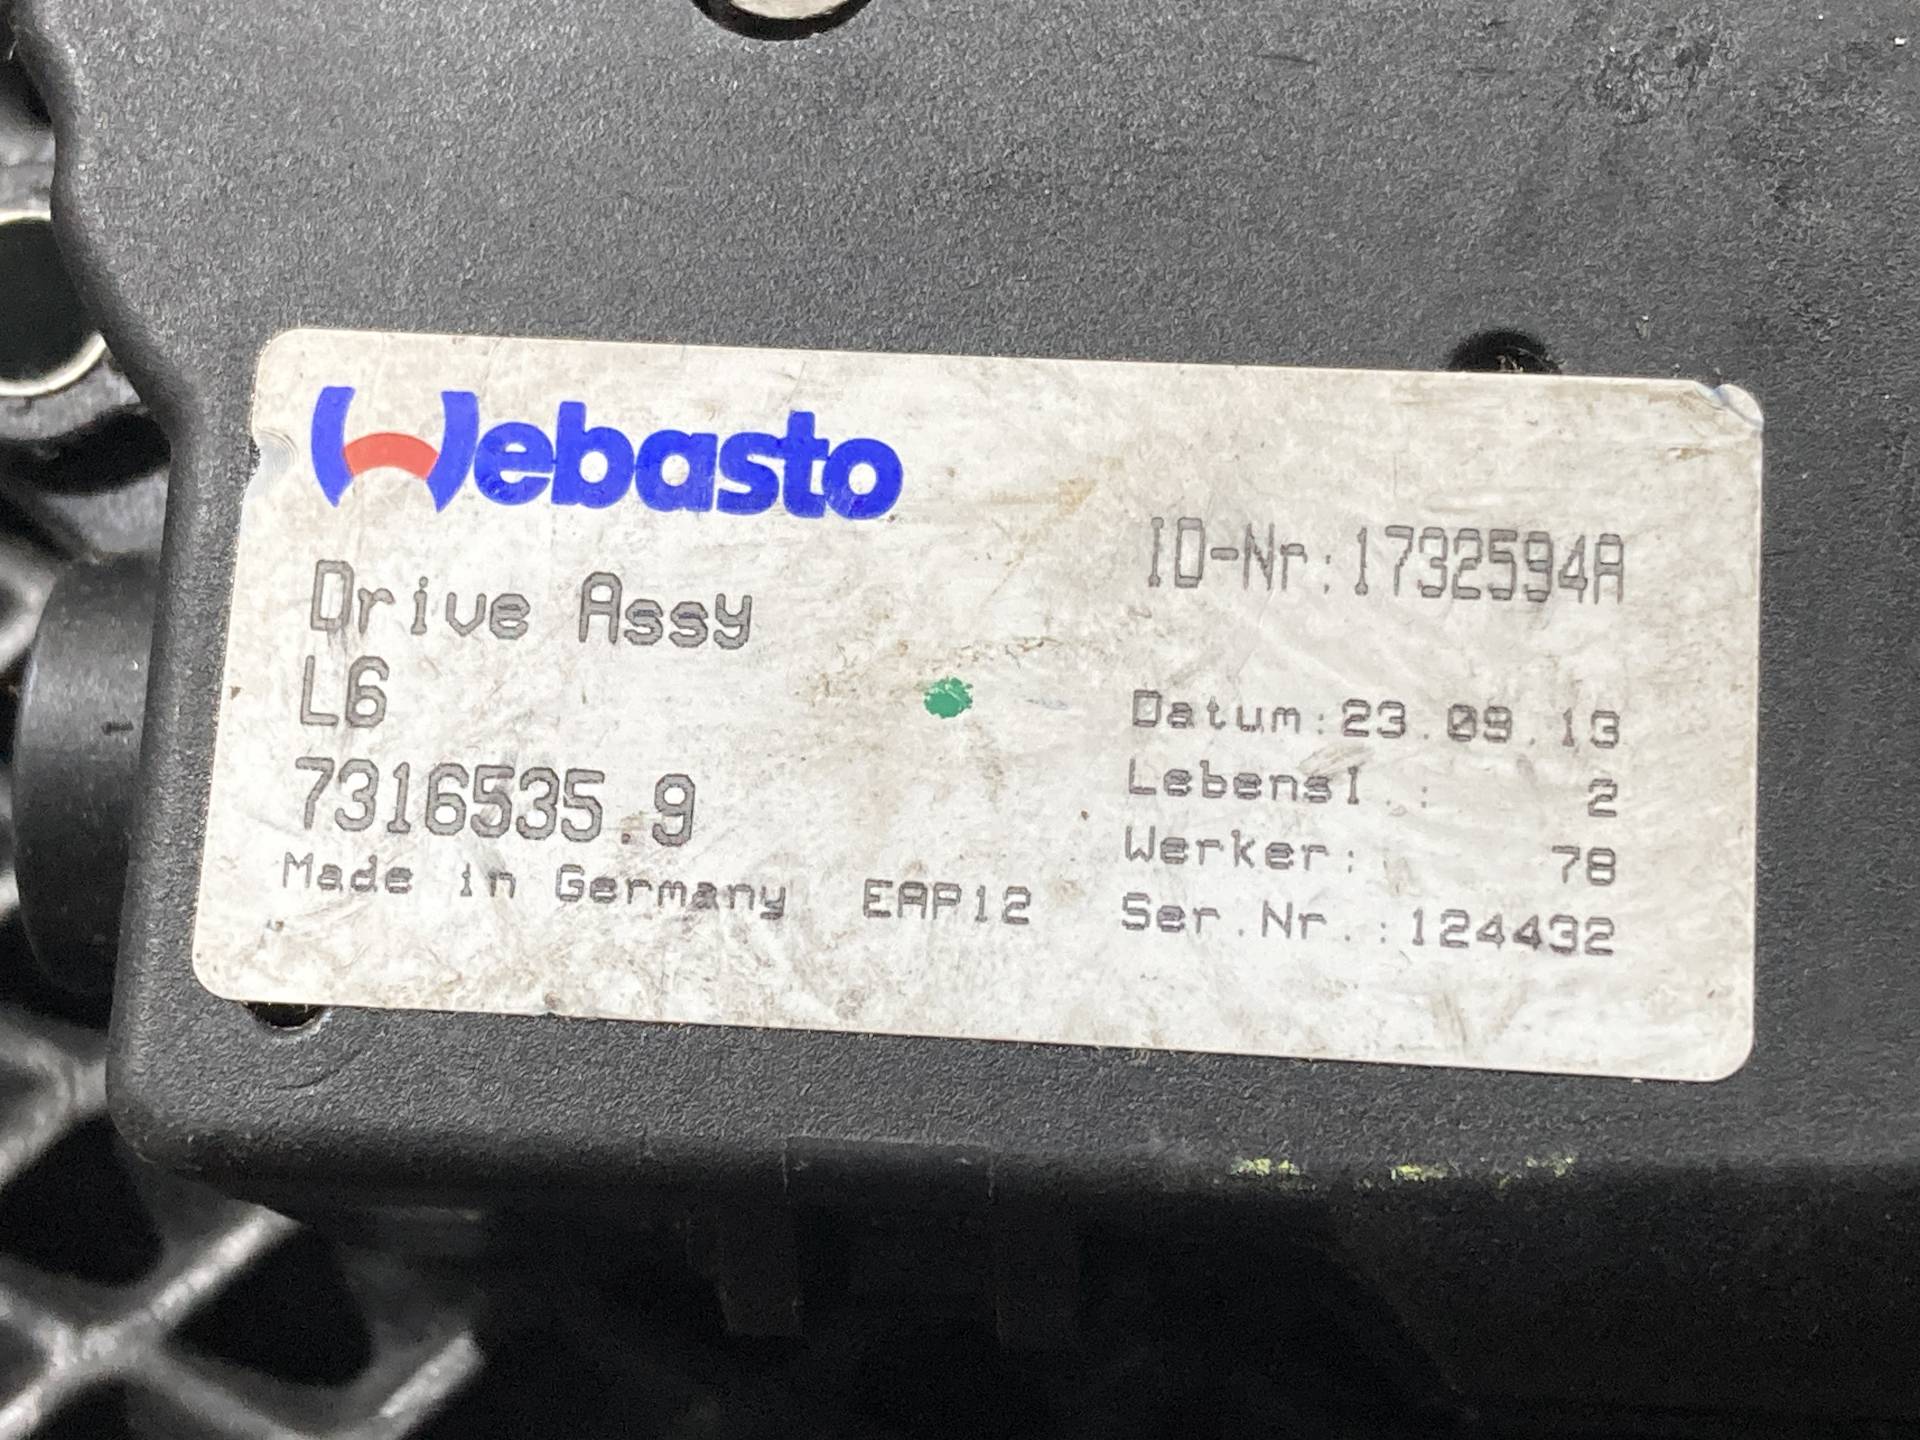 Webasto
Drive Assy
L6
7316535.9
Made in Germany EAP12
ID-Nr:1732594A
Datum:23.09.13
Lebensl.: 2
Werker: 78
Ser.Nr.:124432